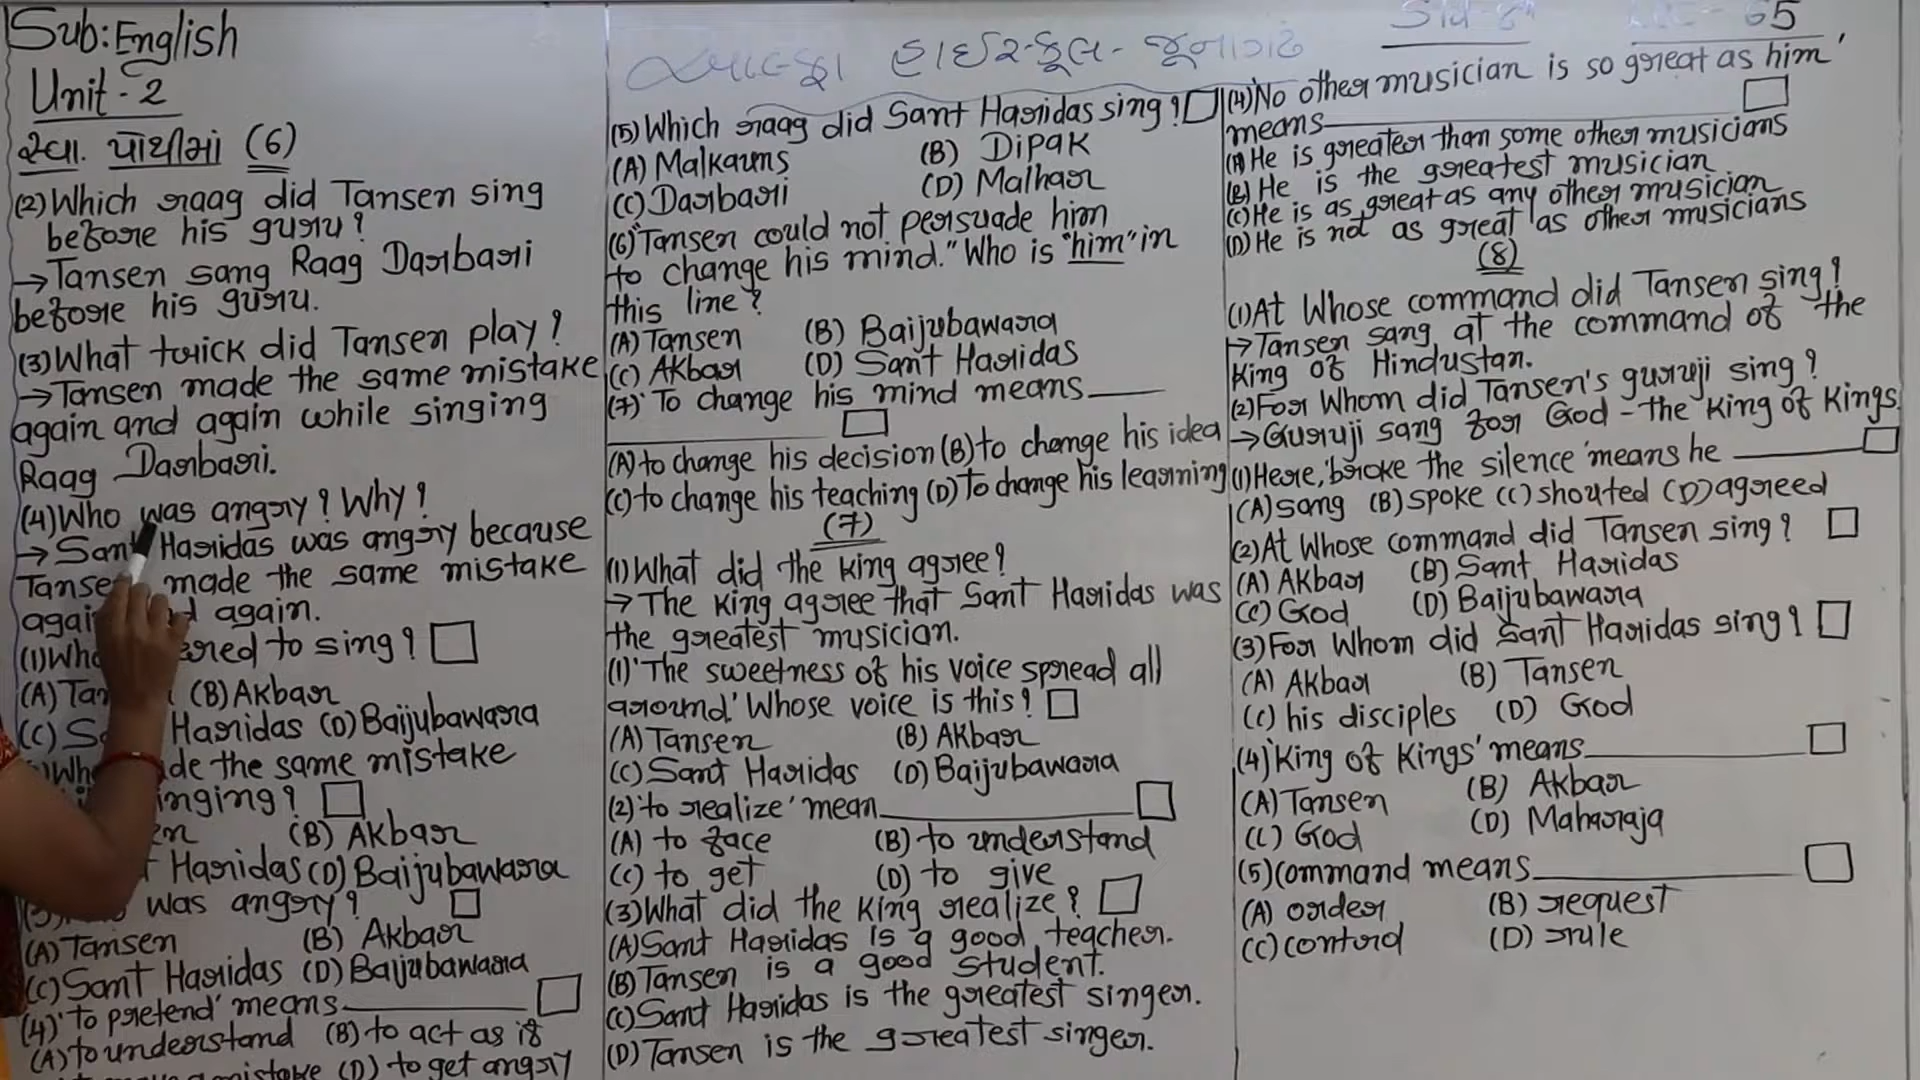 Sub: English
Unit - 2
સ્વા. પોથીમાં (6)
(2) Which raag did Tansen sing
before his guru?
→ Tansen sang Raag Darbari
before his guru.
(3) What trick did Tansen play?
→ Tansen made the same mistake
again and again while singing
Raag Darbari.
(4) Who was angry? Why?
→ Sant Haridas was angry because
Tansen made the same mistake
again again.
(1) to sing?
(A) (B) Akbar
(C) Haridas (D) Baijubawara
the same mistake
(B) Akbar
Haridas (D) Baijubawara
was angry?
(A) Tansen (B) Akbar
(C) Sant Haridas (D) Baijubawara
(4) 'to pretend' means
(A) to understand (B) to act as if
mistake (D) to get angry
હાઈસ્કૂલ - જૂનાગઢ
(5) Which raag did Sant Haridas sing?
(A) Malkauns (B) Dipak
(C) Darbari (D) Malhar
(6) "Tansen could not persuade him
to change his mind." Who is "him" in
this line?
(A) Tansen (B) Baijubawara
(C) Akbar (D) Sant Haridas
(7) 'To change his mind means
(A) to change his decision (B) to change his idea
(C) to change his teaching (D) To change his learning
(7)
(1) What did the king agree?
→ The king agree that Sant Haridas was
the greatest musician.
(1) 'The sweetness of his voice spread all
around.' Whose voice is this?
(A) Tansen (B) Akbar
(C) Sant Haridas (D) Baijubawara
(2) 'to realize' mean
(A) to face (B) to understand
(C) to get (D) to give
(3) What did the king realize?
(A) Sant Haridas is a good teacher.
(B) Tansen is a good student.
(C) Sant Haridas is the greatest singer.
(D) Tansen is the greatest singer.
65
(4) No other musician is so great as him'
means
(A) He is greater than some other musicians
(B) He is the greatest musician
(C) He is as great as any other musician
(D) He is not as great as other musicians
(8)
(1) At Whose command did Tansen sing?
→ Tansen sang at the command of the
King of Hindustan.
(2) For Whom did Tansen's guruji sing?
→ Guruji sang for God - the King of Kings.
(1) Here, 'broke the silence' means he
(A) sang (B) spoke (C) shouted (D) agreed
(2) At Whose command did Tansen sing?
(A) Akbar (B) Sant Haridas
(C) God (D) Baijubawara
(3) For Whom did Sant Haridas sing?
(A) Akbar (B) Tansen
(C) his disciples (D) God
(4) 'King of Kings' means
(A) Tansen (B) Akbar
(C) God (D) Maharaja
(5) Command means
(A) order (B) request
(C) control (D) rule